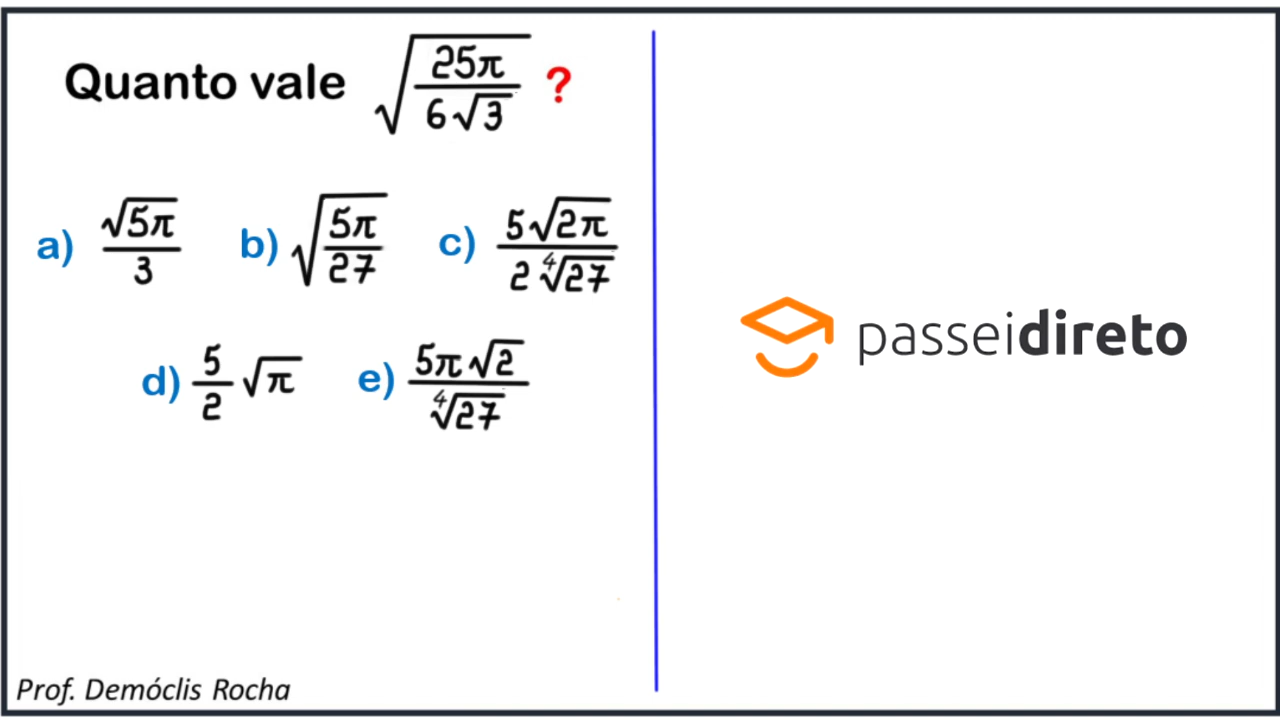 Quanto vale √(25π / 6√3) ?
a) √5π / 3 b) √(5π / 27) c) 5√2π / 2 ∜27
d) 5/2 √π e) 5π√2 / ∜27
passeidireto
Prof. Demóclis Rocha